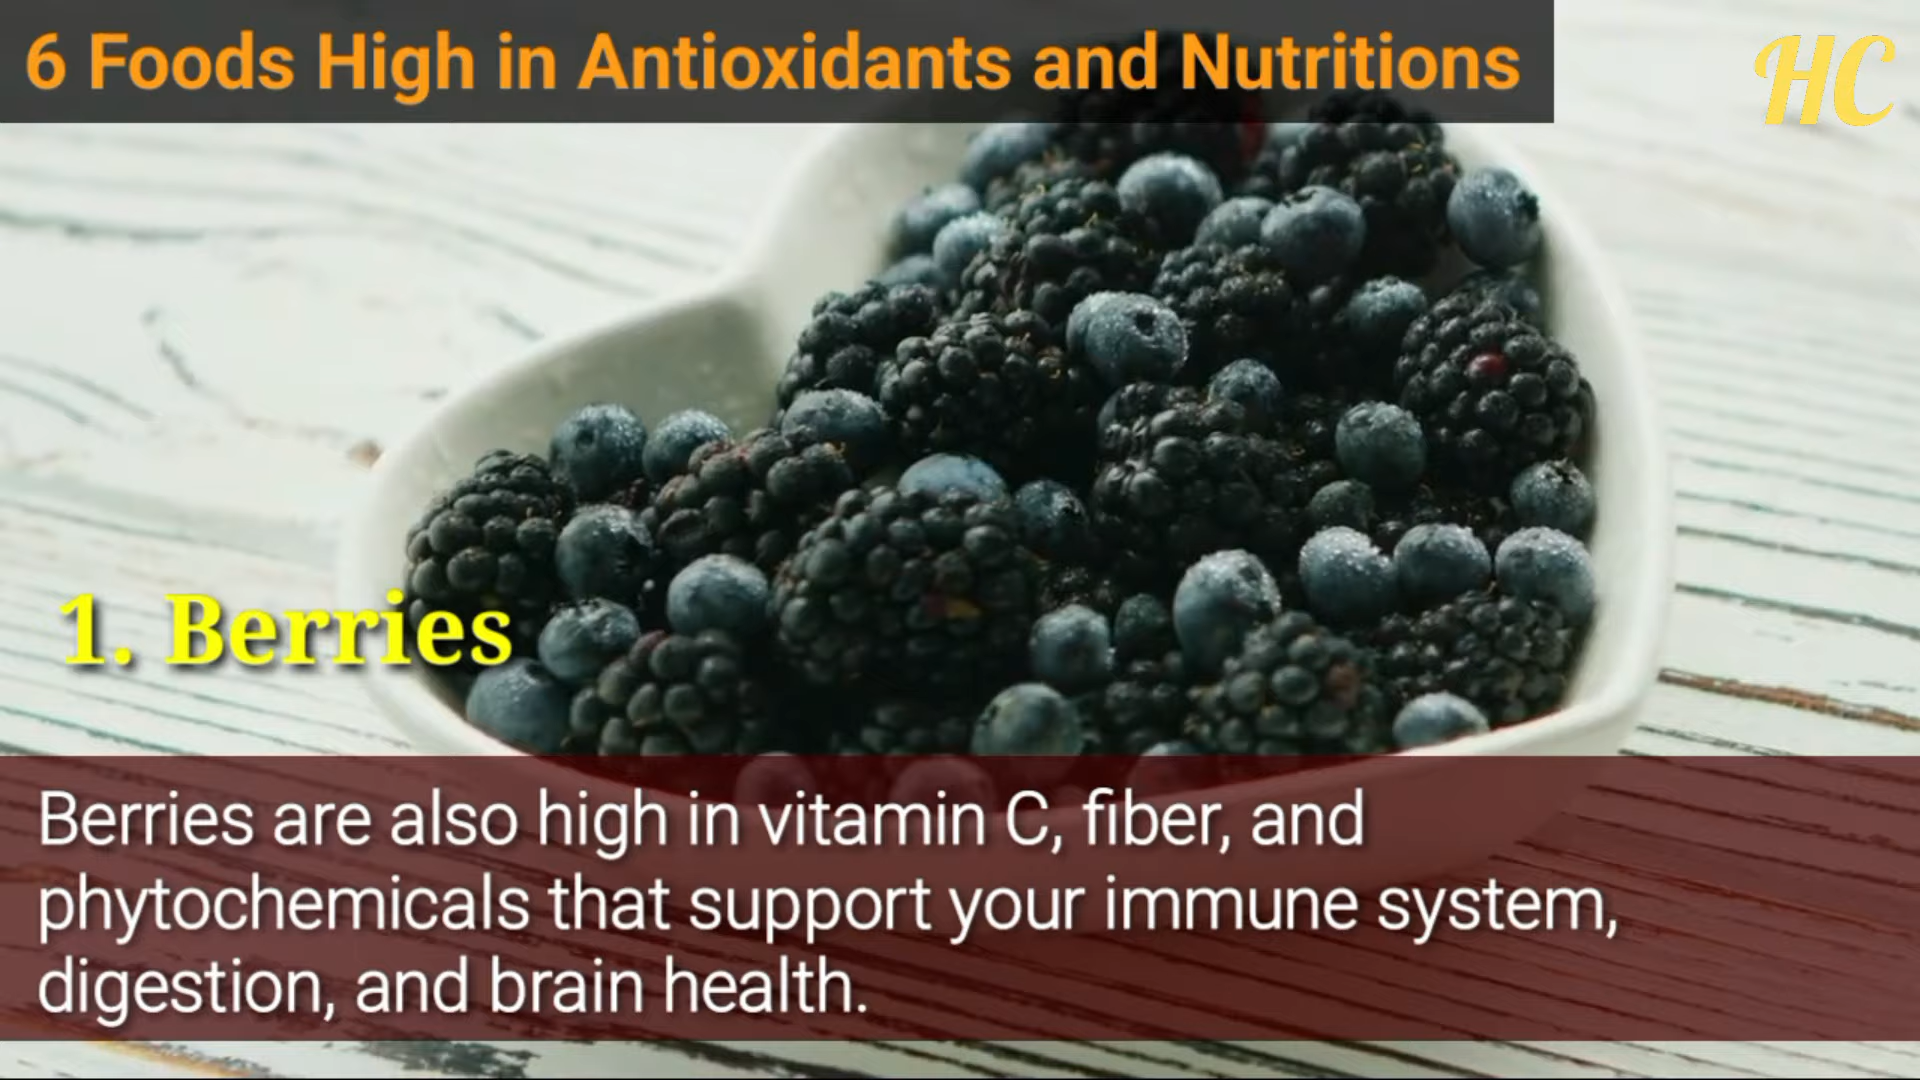 6 Foods High in Antioxidants and Nutritions
HC
1. Berries
Berries are also high in vitamin C, fiber, and
phytochemicals that support your immune system,
digestion, and brain health.